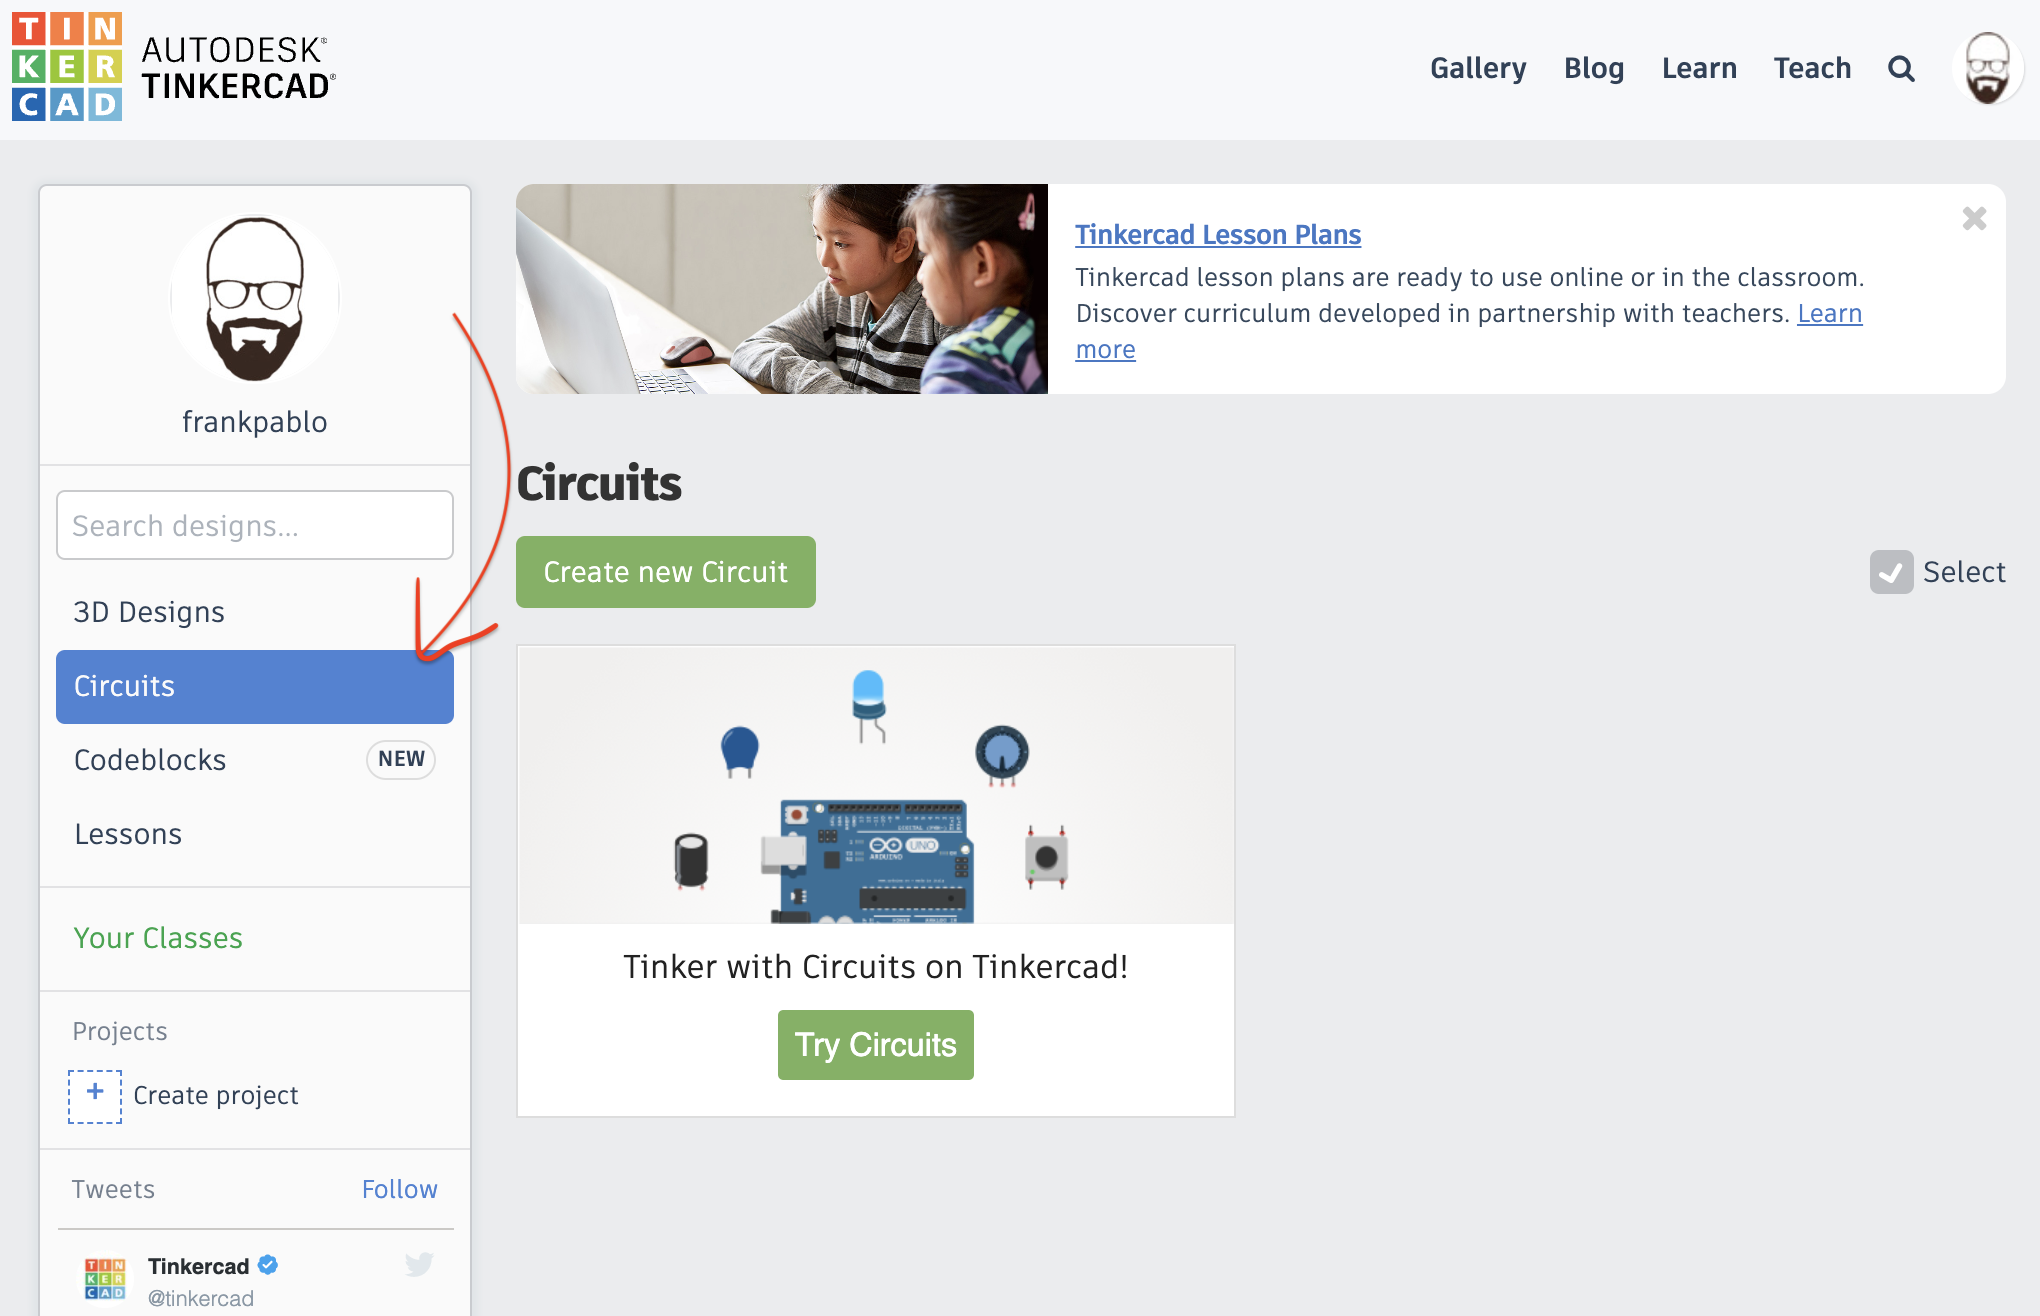 TIN
KER
CAD
AUTODESK®
TINKERCAD®
Gallery
Blog
Learn
Teach
frankpablo
Search designs...
3D Designs
Circuits
Codeblocks
NEW
Lessons
Your Classes
Projects
+
Create project
Tweets
Follow
TIN
KER
CAD
Tinkercad
@tinkercad
Tinkercad Lesson Plans
Tinkercad lesson plans are ready to use online or in the classroom.
Discover curriculum developed in partnership with teachers. Learn
more
Circuits
Create new Circuit
Select
UNO
ARDUINO
Tinker with Circuits on Tinkercad!
Try Circuits